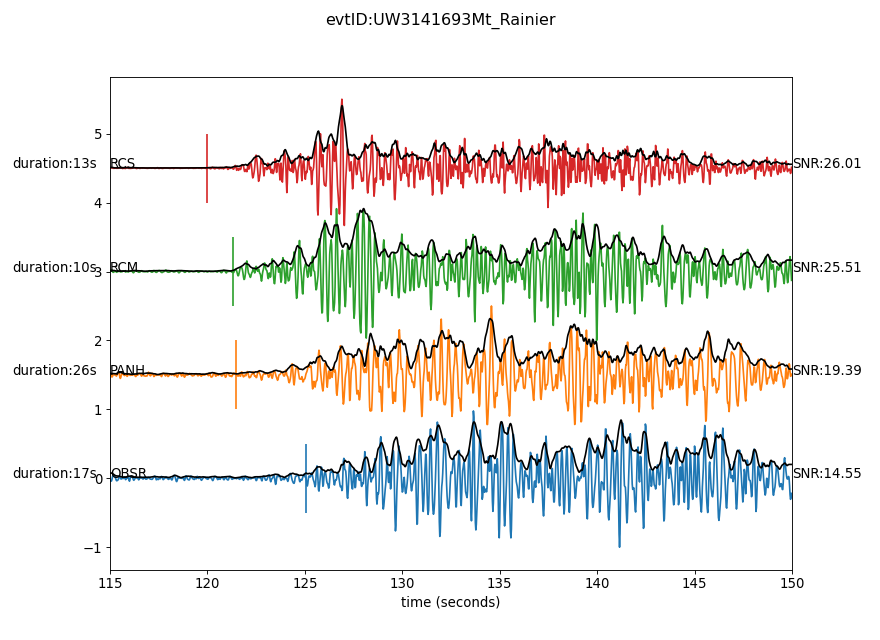 evtID:UW3141693Mt_Rainier
5
duration:13s RCS SNR:26.01
4
duration:10s 3 RCM SNR:25.51
2
duration:26s PANH SNR:19.39
1
duration:17s 0 OBSR SNR:14.55
−1
115 120 125 130 135 140 145 150
time (seconds)